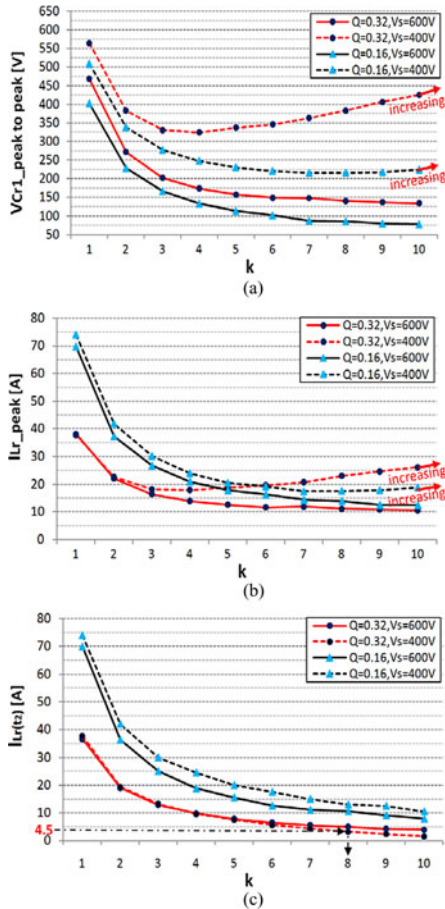 650
600
550
500
450
400
350
300
250
200
150
100
50
VCr1_peak to peak [V]
Q=0.32,Vs=600V
Q=0.32,Vs=400V
Q=0.16,Vs=600V
Q=0.16,Vs=400V
increasing
increasing
1 2 3 4 5 6 7 8 9 10
k
(a)
80
70
60
50
40
30
20
10
0
ILr_peak [A]
Q=0.32,Vs=600V
Q=0.32,Vs=400V
Q=0.16,Vs=600V
Q=0.16,Vs=400V
increasing
increasing
1 2 3 4 5 6 7 8 9 10
k
(b)
80
70
60
50
40
30
20
10
4.5
0
ILr(t2) [A]
Q=0.32,Vs=600V
Q=0.32,Vs=400V
Q=0.16,Vs=600V
Q=0.16,Vs=400V
1 2 3 4 5 6 7 8 9 10
k
(c)